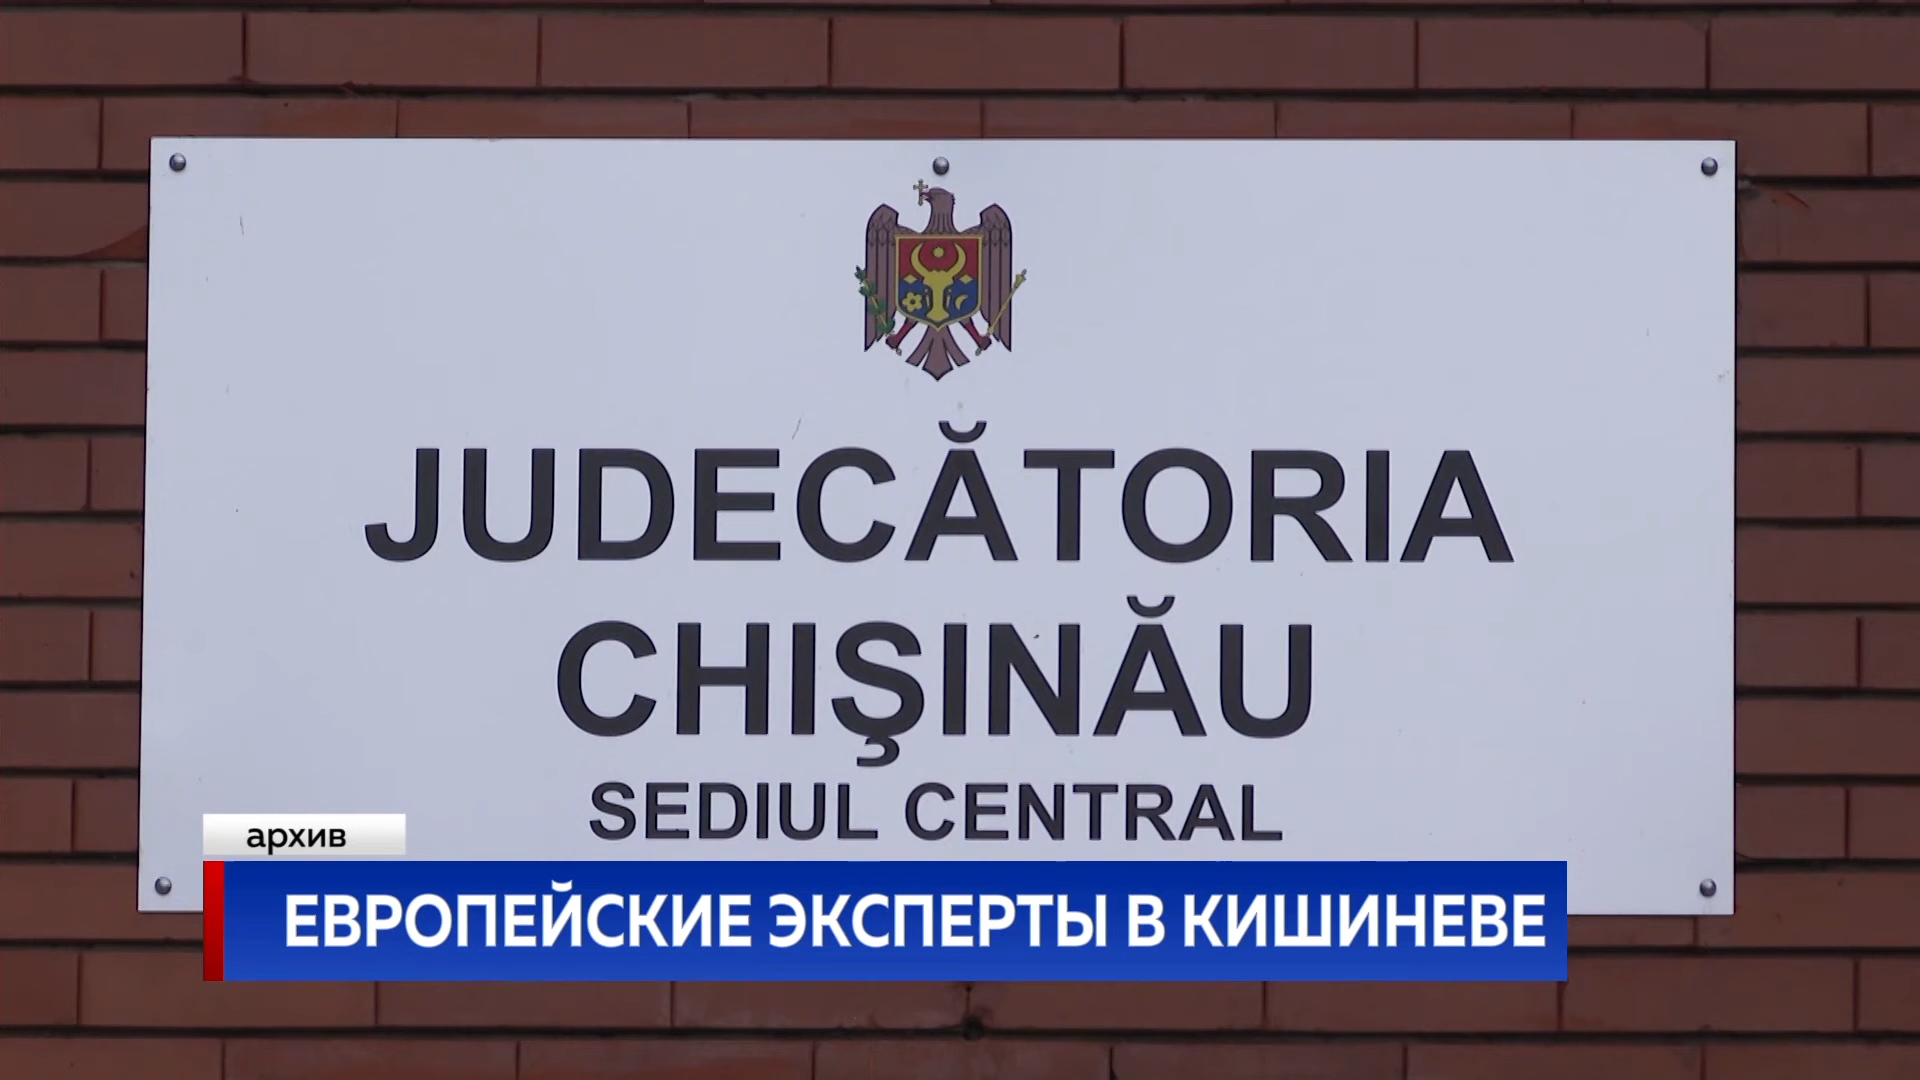 JUDECĂTORIA
CHIŞINĂU
SEDIUL CENTRAL
архив
ЕВРОПЕЙСКИЕ ЭКСПЕРТЫ В КИШИНЕВЕ